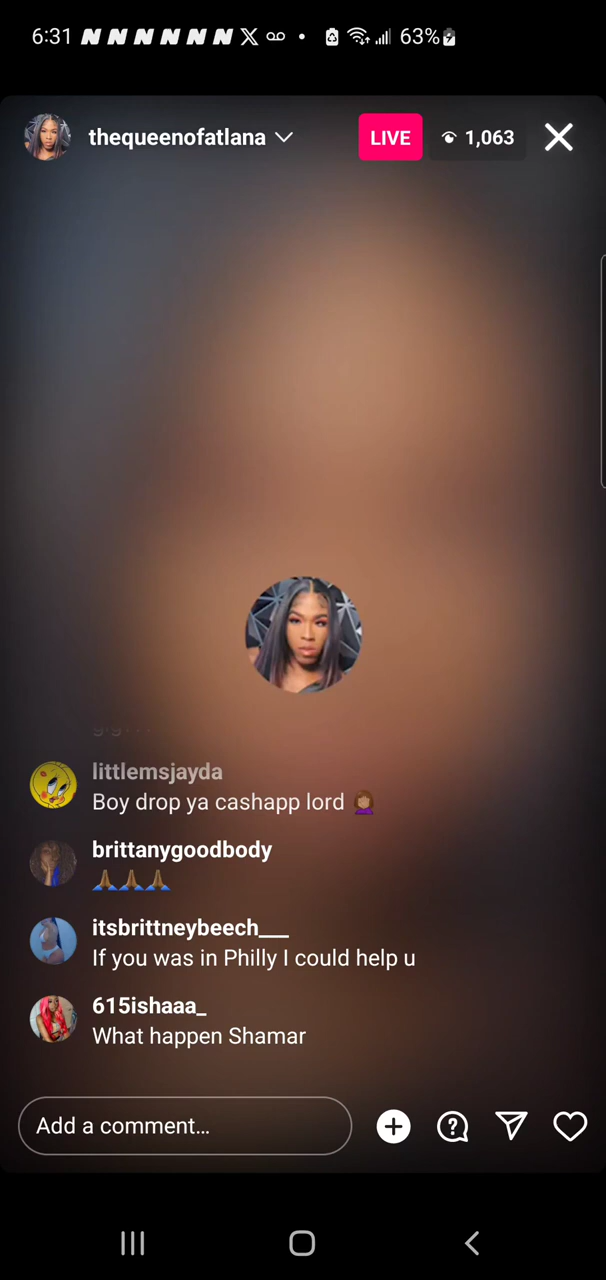 6:31 N N N N N N X 63%
thequeenofatlana LIVE 1,063
littlemsjayda
Boy drop ya cashapp lord 🤦🏽‍♀️
brittanygoodbody
🙏🏾🙏🏾🙏🏾
itsbrittneybeech___
If you was in Philly I could help u
615ishaaa_
What happen Shamar
Add a comment...